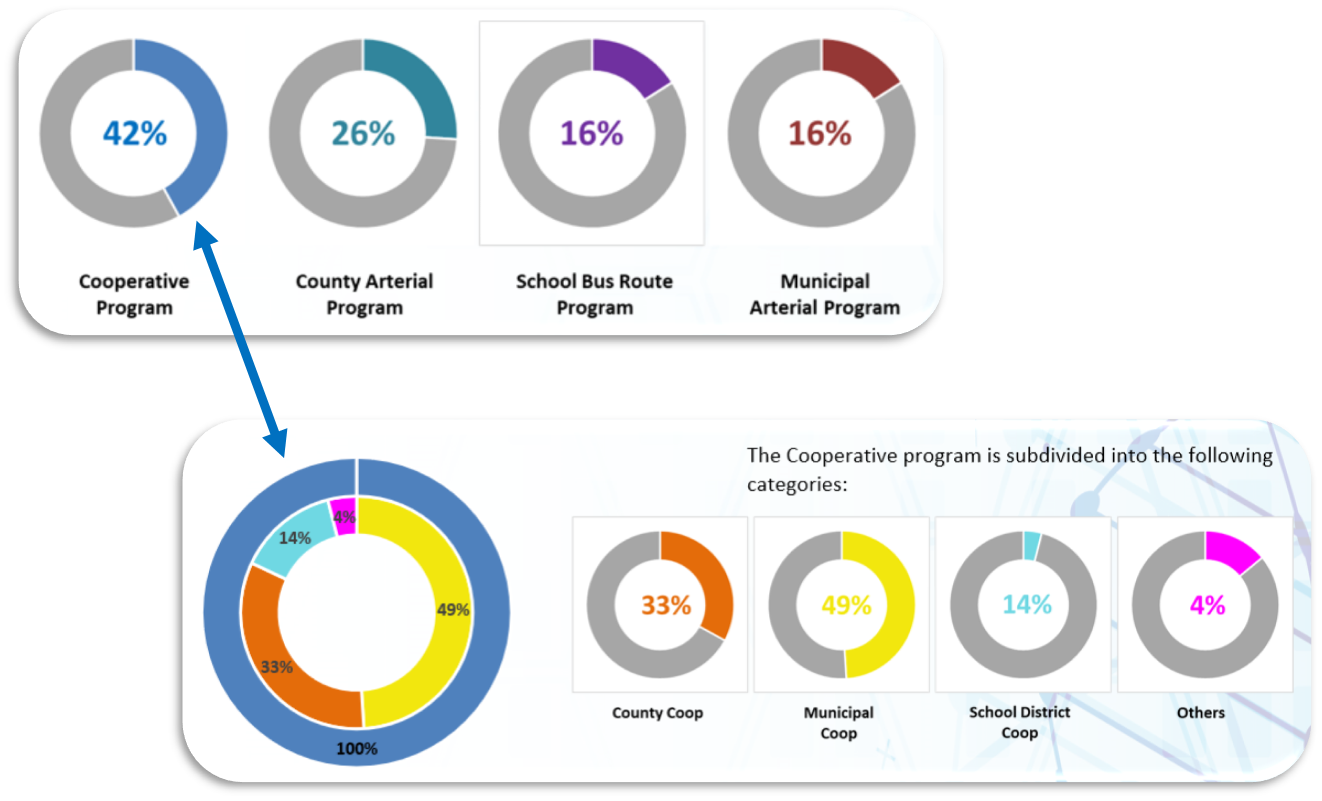 42%
26%
16%
16%
Cooperative
Program
County Arterial
Program
School Bus Route
Program
Municipal
Arterial Program
The Cooperative program is subdivided into the following
categories:
4%
14%
49%
33%
100%
33%
49%
14%
4%
County Coop
Municipal
Coop
School District
Coop
Others